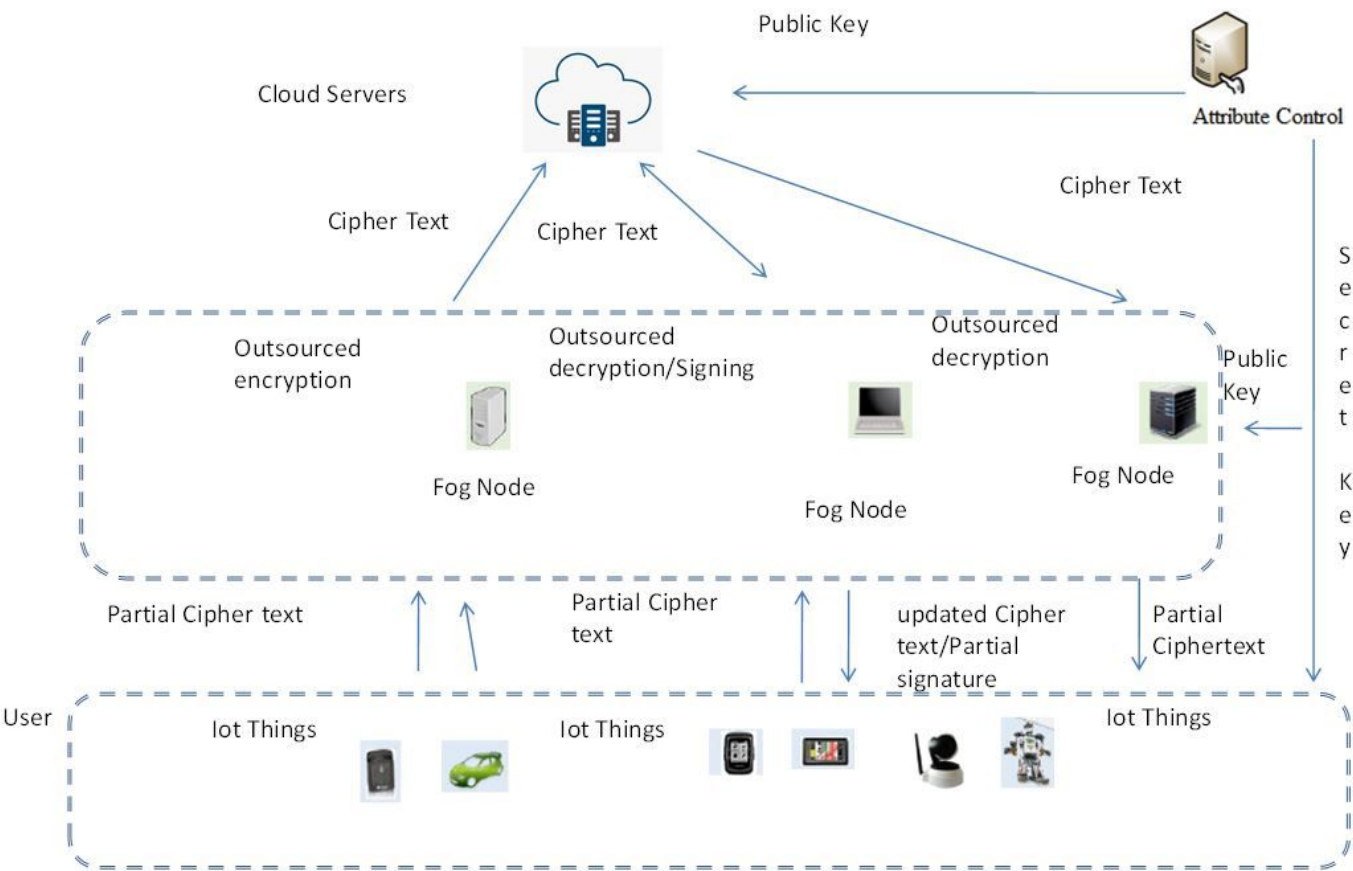 Public Key
Cloud Servers
Attribute Control
Cipher Text
Cipher Text
Cipher Text
Secret Key
Outsourced
encryption
Outsourced
decryption/Signing
Outsourced
decryption
Public
Key
Fog Node
Fog Node
Fog Node
Partial Cipher text
Partial Cipher
text
updated Cipher
text/Partial
signature
Partial
Ciphertext
User
Iot Things
Iot Things
Iot Things